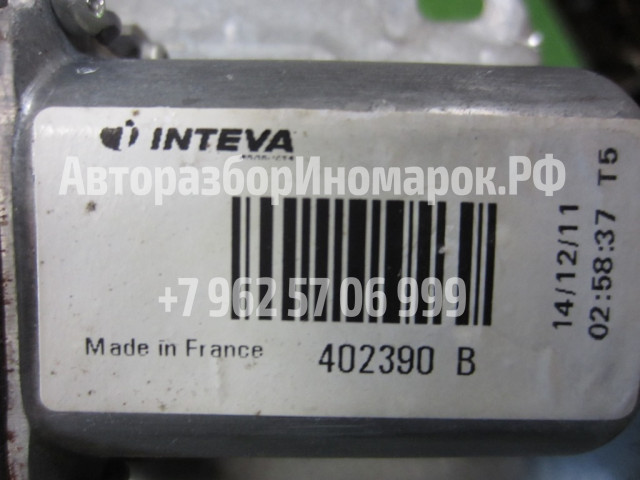 INTEVA
АвторазборИномарок.РФ
+7 962 57 06 999
Made in France
402390 B
14/12/11
02:58:37 T5